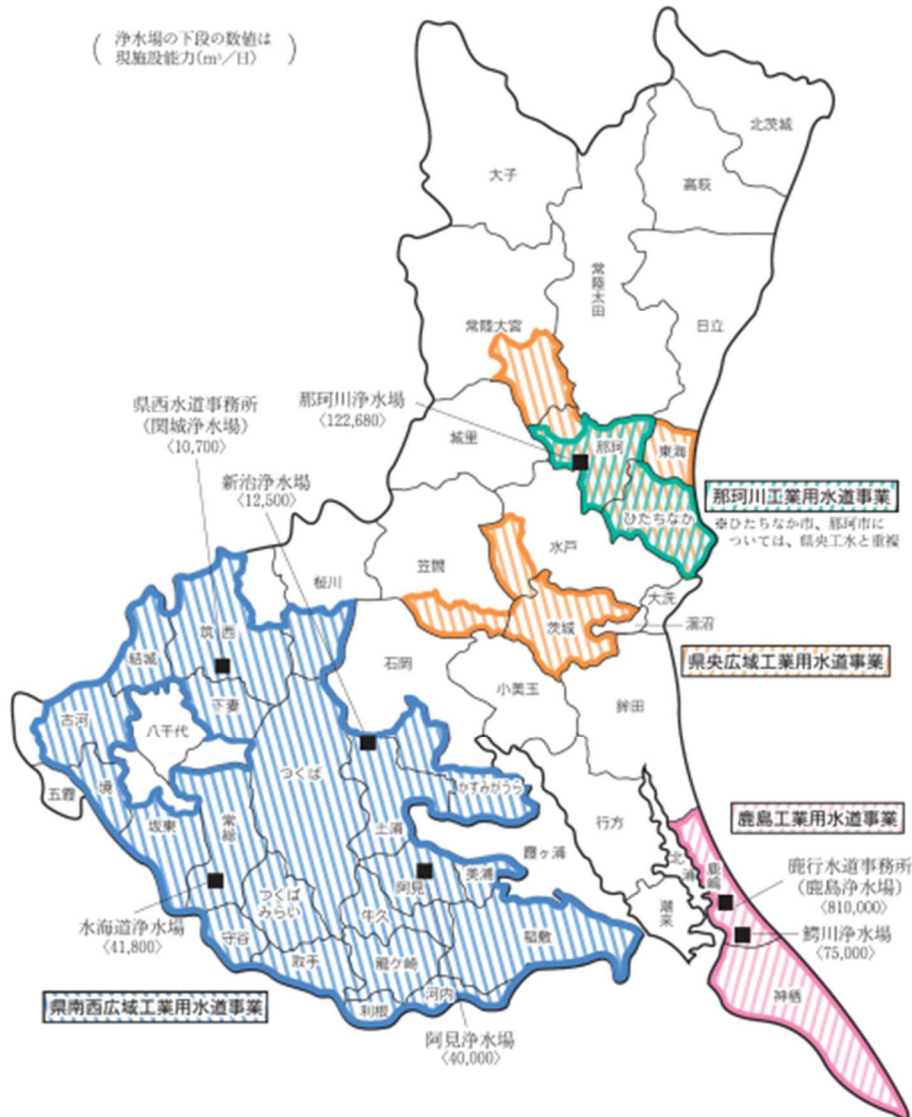 浄水場の下段の数値は
現施設能力(m³/日)
北茨城
大子
高萩
常陸太田
日立
常陸大宮
那珂川浄水場
〈122,680〉
県西水道事務所
(関城浄水場)
〈10,700〉
城里
那珂
東海
新治浄水場
〈12,500〉
那珂川工業用水道事業
※ひたちなか市、那珂市に
ついては、県央工水と重複
ひたちなか
水戸
笠間
桜川
大洗
涸沼
茨城
筑西
結城
石岡
県央広域工業用水道事業
小美玉
下妻
鉾田
古河
八千代
つくば
五霞
境
かすみがうら
坂東
常総
土浦
行方
鹿島工業用水道事業
霞ヶ浦
北浦
鹿嶋
鹿行水道事務所
(鹿島浄水場)
〈810,000〉
阿見
美浦
潮来
つくば
みらい
牛久
水海道浄水場
〈41,800〉
守谷
稲敷
鰐川浄水場
〈75,000〉
取手
龍ケ崎
神栖
河内
利根
県南西広域工業用水道事業
阿見浄水場
〈40,000〉